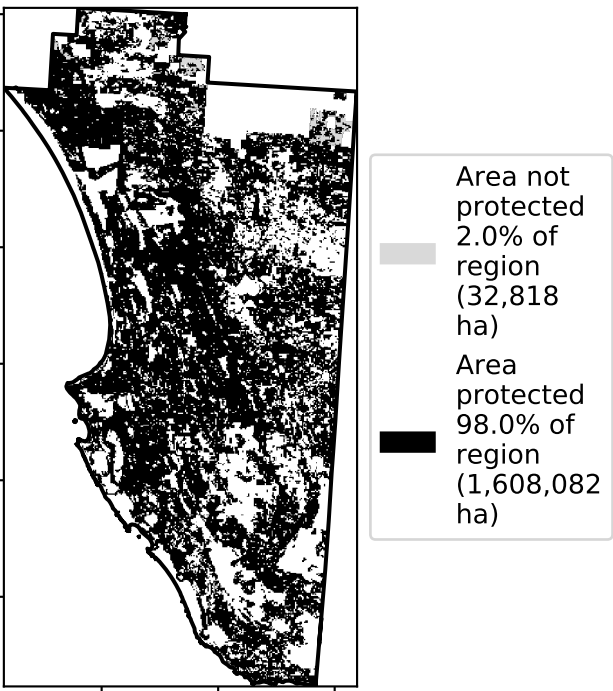 Area not
protected
2.0% of
region
(32,818
ha)
Area
protected
98.0% of
region
(1,608,082
ha)